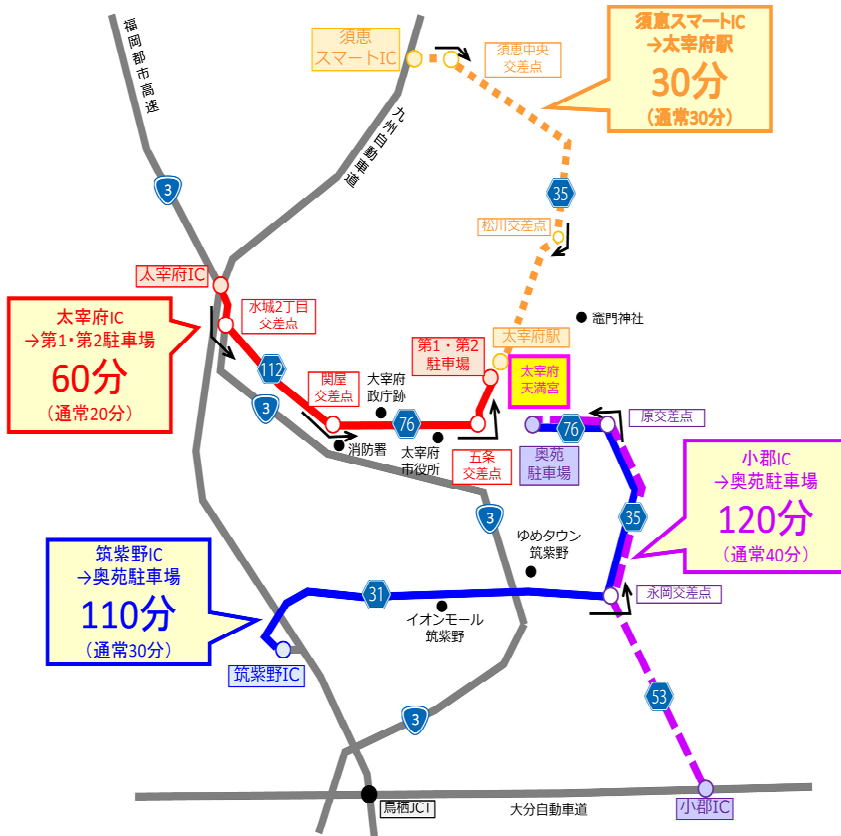 福岡都市高速
須恵
スマートIC
須恵中央
交差点
須恵スマートIC
→太宰府駅
30分
(通常30分)
九州自動車道
3
35
松川交差点
太宰府IC
水城2丁目
交差点
竈門神社
太宰府IC
→第1・第2駐車場
60分
(通常20分)
第1・第2
駐車場
太宰府駅
太宰府
天満宮
112
関屋
交差点
大宰府
政庁跡
3
76
消防署
太宰府
市役所
五条
交差点
76
原交差点
奥苑
駐車場
小郡IC
→奥苑駐車場
120分
(通常40分)
3
35
ゆめタウン
筑紫野
筑紫野IC
→奥苑駐車場
110分
(通常30分)
31
イオンモール
筑紫野
永岡交差点
筑紫野IC
3
53
鳥栖JCT
大分自動車道
小郡IC